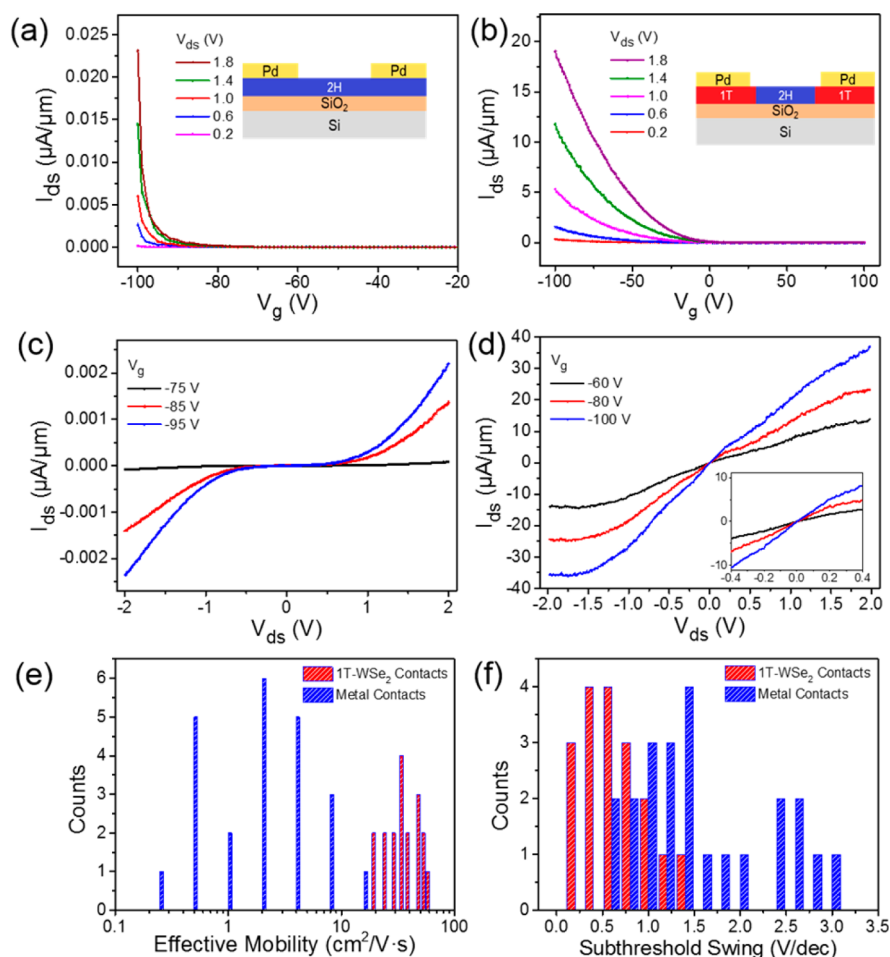 (a)
V_ds (V)
1.8
1.4
1.0
0.6
0.2
Pd
Pd
2H
SiO₂
Si
0.025
0.020
0.015
0.010
0.005
0.000
I_ds (µA/µm)
-100
-80
-60
-40
-20
V_g (V)
(b)
V_ds (V)
1.8
1.4
1.0
0.6
0.2
Pd
Pd
1T
2H
1T
SiO₂
Si
25
20
15
10
5
0
I_ds (µA/µm)
-100
-50
0
50
100
V_g (V)
(c)
V_g
-75 V
-85 V
-95 V
0.002
0.001
0.000
-0.001
-0.002
I_ds (µA/µm)
-2
-1
0
1
2
V_ds (V)
(d)
V_g
-60 V
-80 V
-100 V
40
30
20
10
0
-10
-20
-30
-40
I_ds (µA/µm)
10
0
-10
-0.4
-0.2
0.0
0.2
0.4
-2.0
-1.5
-1.0
-0.5
0.0
0.5
1.0
1.5
2.0
V_ds (V)
(e)
1T-WSe₂ Contacts
Metal Contacts
6
5
4
3
2
1
0
Counts
0.1
1
10
100
Effective Mobility (cm²/V·s)
(f)
1T-WSe₂ Contacts
Metal Contacts
4
3
2
1
0
Counts
0.0
0.5
1.0
1.5
2.0
2.5
3.0
3.5
Subthreshold Swing (V/dec)